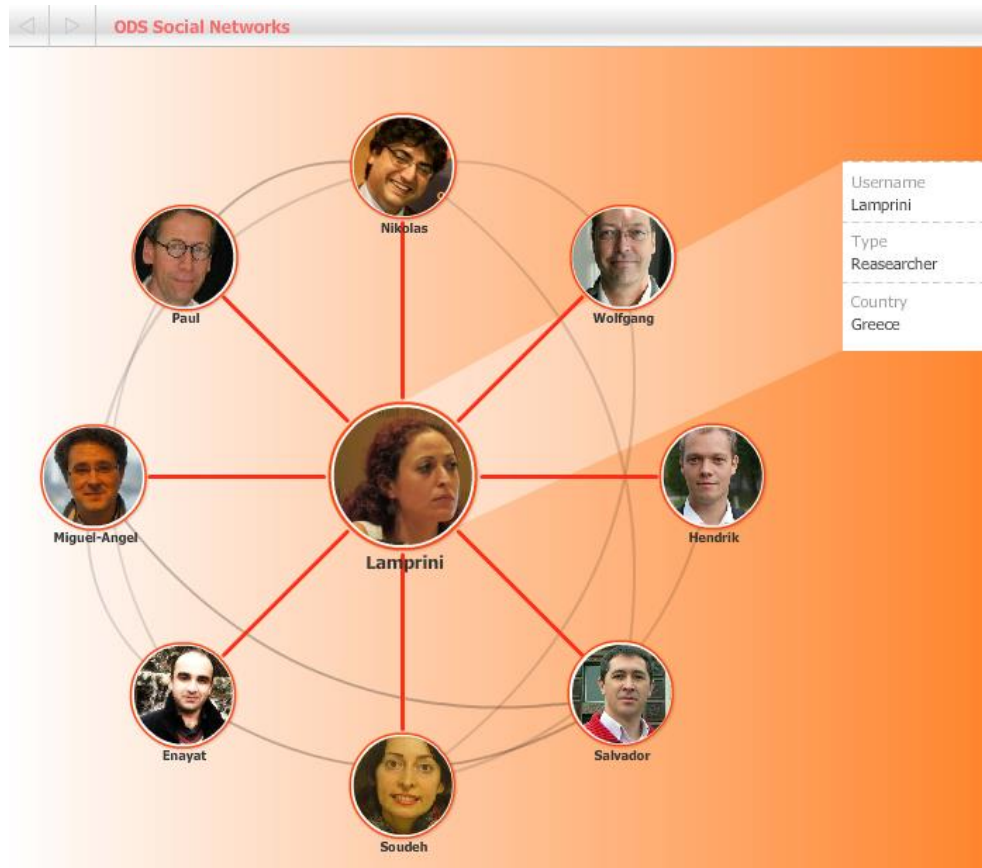 ODS Social Networks
Nikolas
Username
Lamprini
Type
Reasearcher
Country
Greece
Paul
Wolfgang
Miguel-Angel
Hendrik
Lamprini
Enayat
Salvador
Soudeh